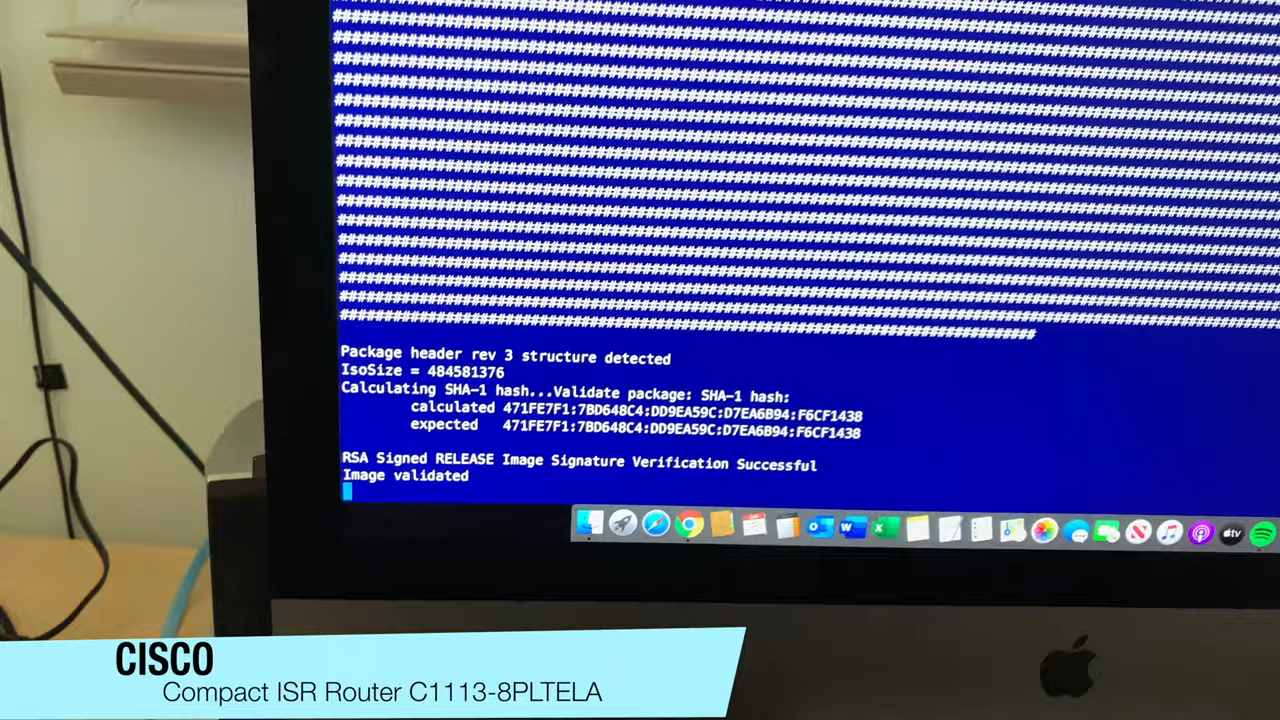 Package header rev 3 structure detected
IsoSize = 484581376
Calculating SHA-1 hash...Validate package: SHA-1 hash:
calculated 471FE7F1:7BD648C4:DD9EA59C:D7EA6B94:F6CF1438
expected 471FE7F1:7BD648C4:DD9EA59C:D7EA6B94:F6CF1438
RSA Signed RELEASE Image Signature Verification Successful
Image validated
tv
CISCO
Compact ISR Router C1113-8PLTELA